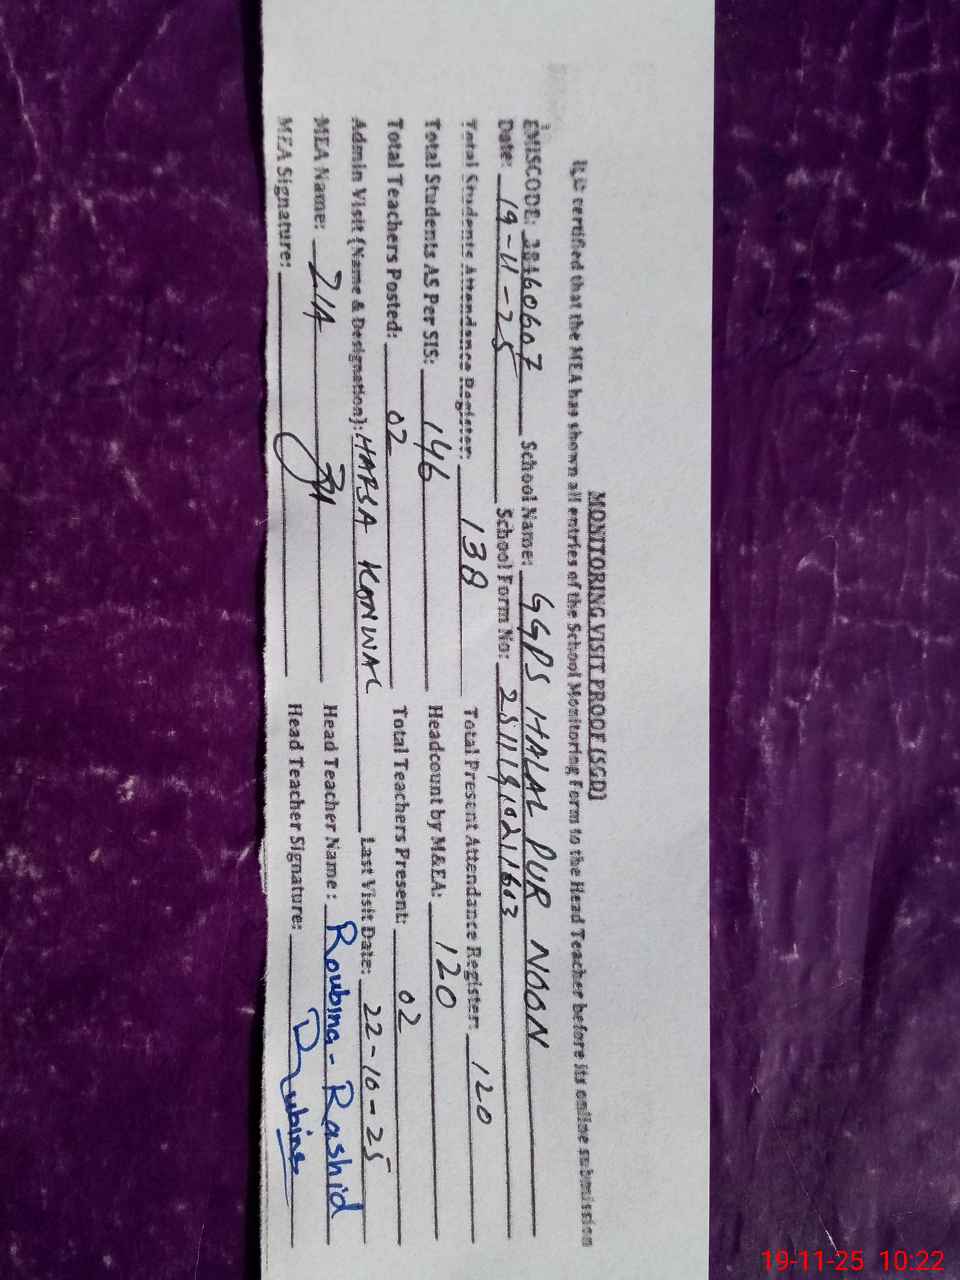 MONITORING VISIT PROOF (SGD)
It is certified that the MEA has shown all entries of the School Monitoring Form to the Head Teacher before its online submission
EMISCODE: 38460607 School Name: GGPS HALAL PUR NOON
Date: 19-11-25 School Form No:
Total Students Attendance Register: 138 Total Present Attendance Register: 120
Total Students AS Per SIS: 146 Headcount by M&EA: 120
Total Teachers Posted: 02 Total Teachers Present: 02
Admin Visit (Name & Designation): HAFSA KANWAL Last Visit Date: 22-10-25
MEA Name: ZIA Head Teacher Name: Roubina-Rashid
MEA Signature: Head Teacher Signature: Rubina
19-11-25 10:22